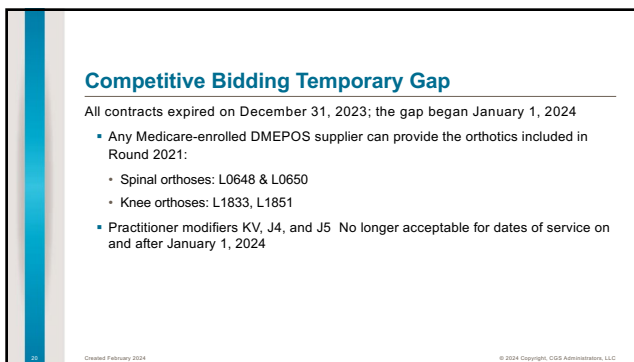 Competitive Bidding Temporary Gap
All contracts expired on December 31, 2023; the gap began January 1, 2024
▪ Any Medicare-enrolled DMEPOS supplier can provide the orthotics included in
Round 2021:
• Spinal orthoses: L0648 & L0650
• Knee orthoses: L1833, L1851
▪ Practitioner modifiers KV, J4, and J5 No longer acceptable for dates of service on
and after January 1, 2024
20 Created February 2024 © 2024 Copyright, CGS Administrators, LLC